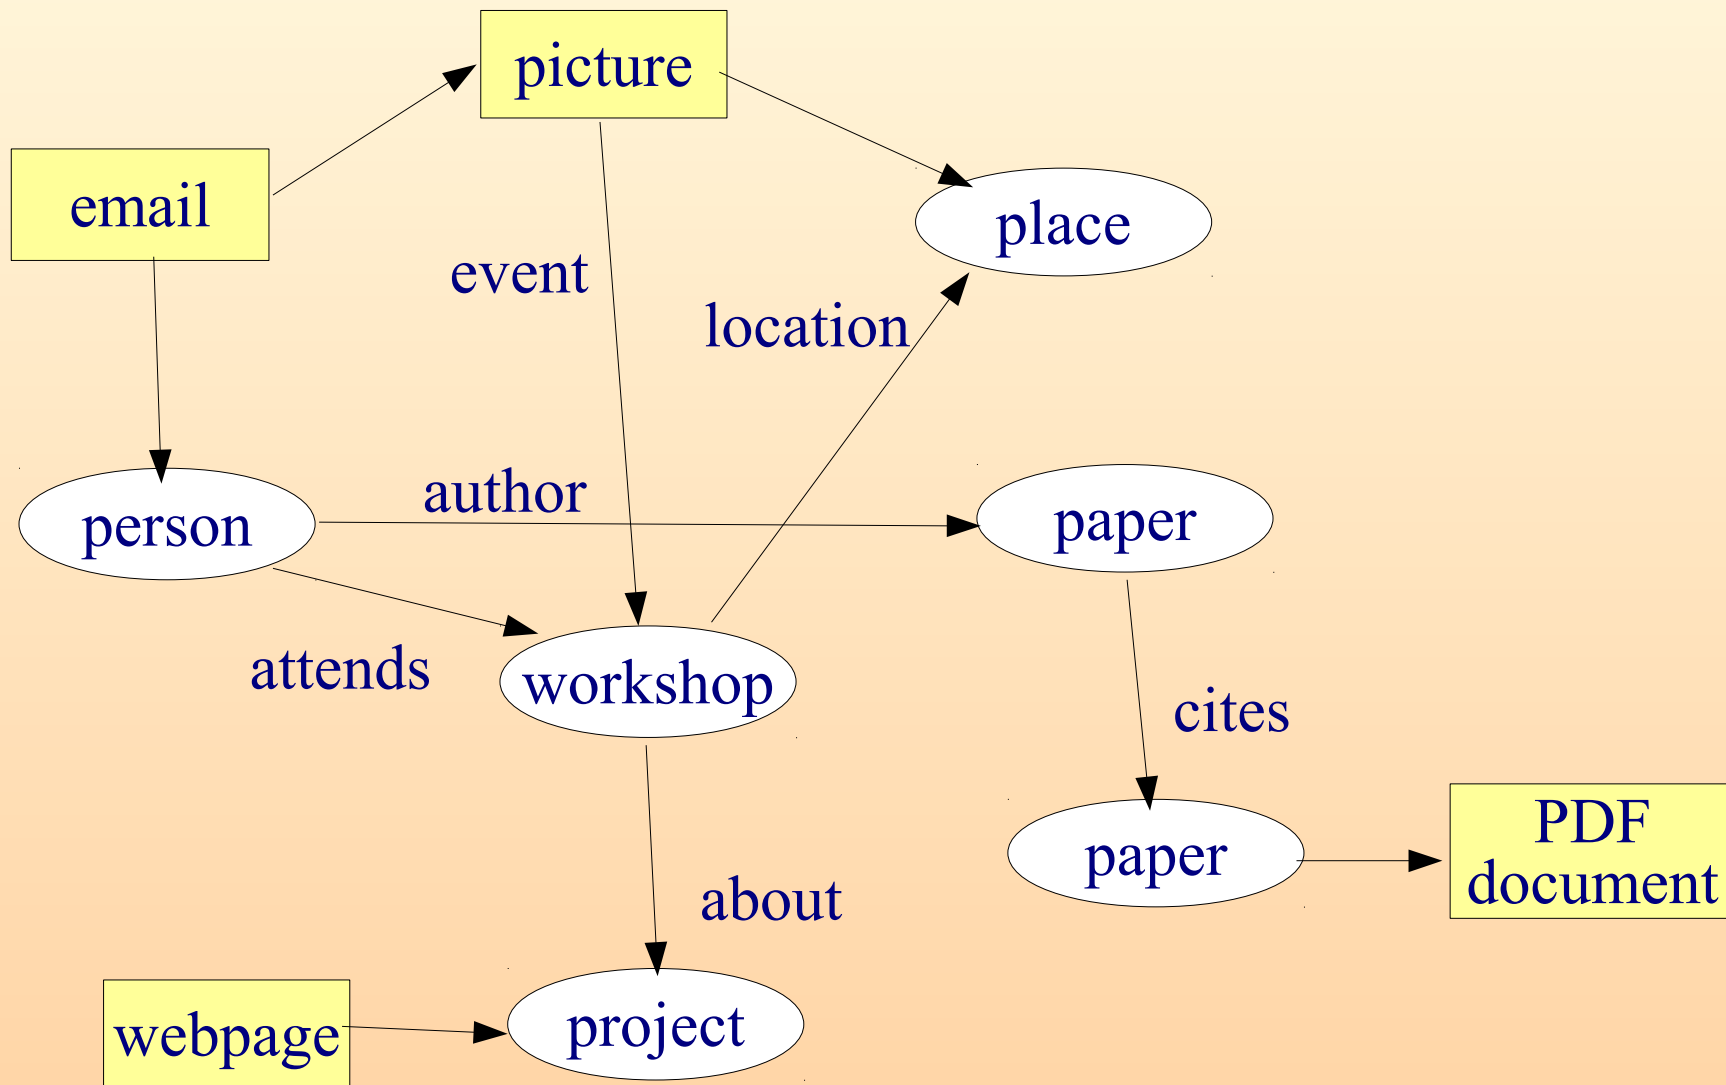 picture
email
place
event
location
author
person
paper
attends
workshop
cites
PDF
document
paper
about
webpage
project